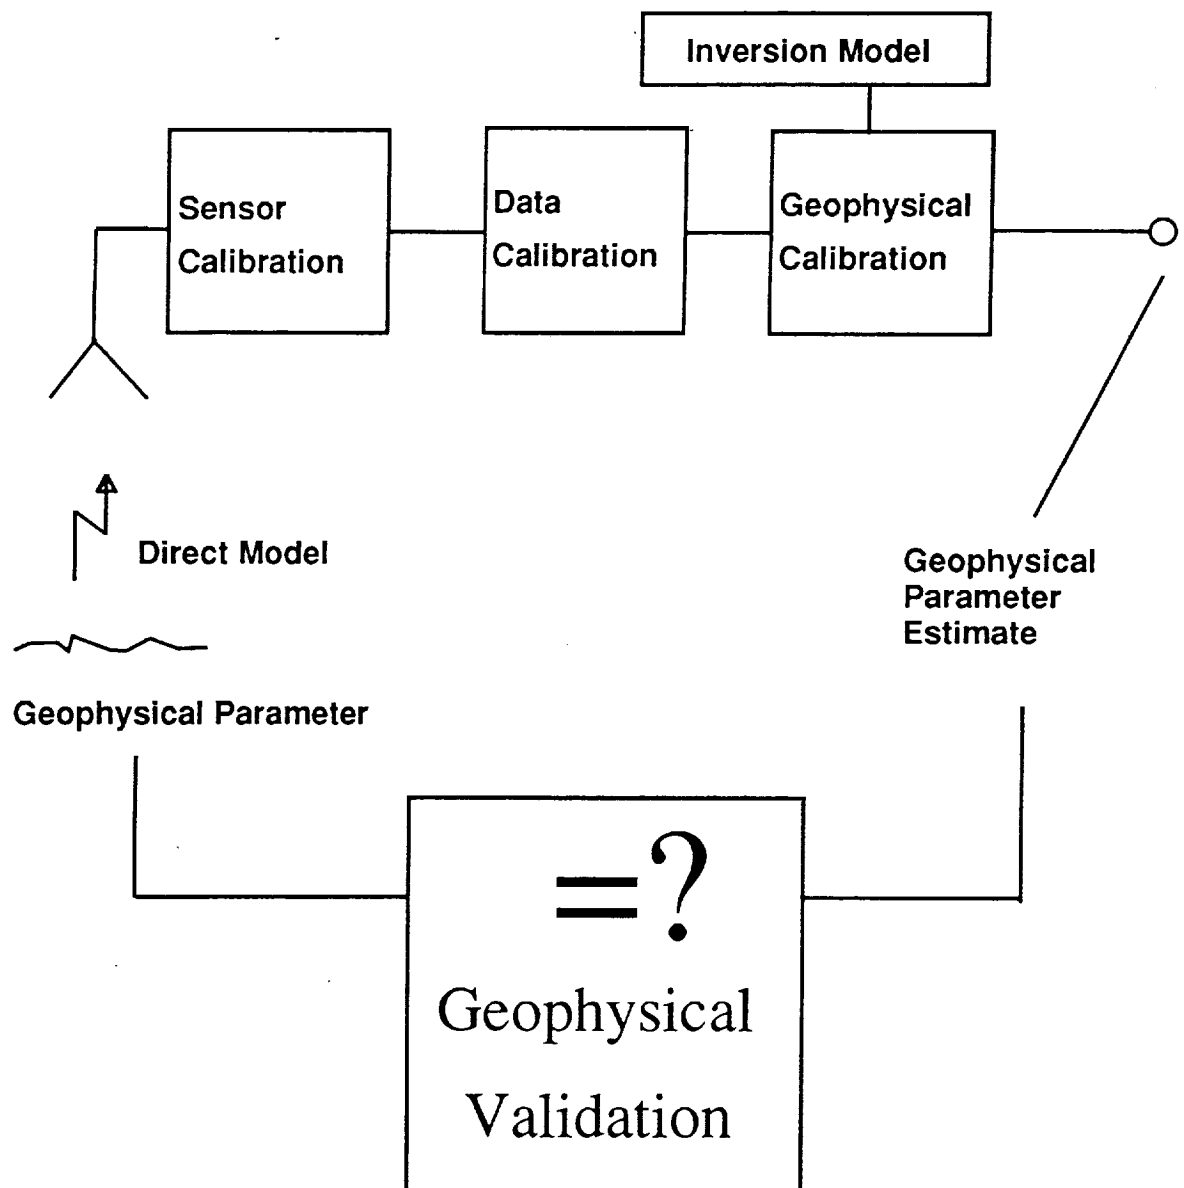 Inversion Model
Sensor
Calibration
Data
Calibration
Geophysical
Calibration
Direct Model
Geophysical
Parameter
Estimate
Geophysical Parameter
=?
Geophysical
Validation